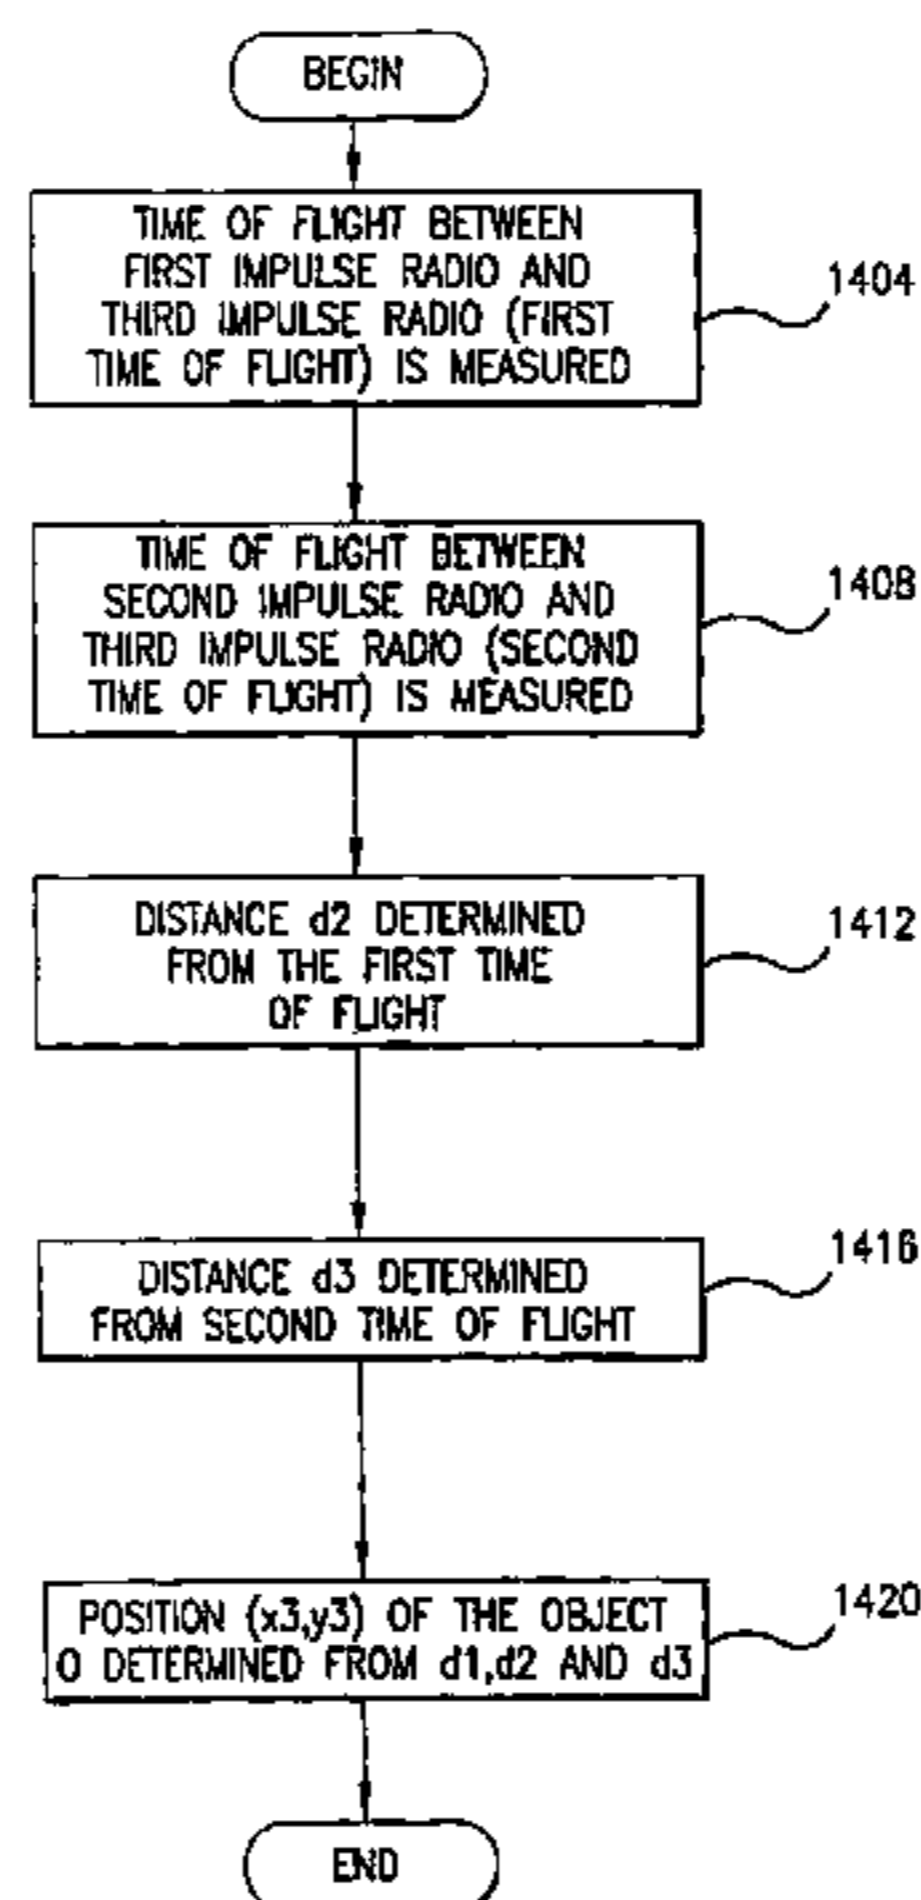 BEGIN
TIME OF FLIGHT BETWEEN
FIRST IMPULSE RADIO AND
THIRD IMPULSE RADIO (FIRST
TIME OF FLIGHT) IS MEASURED
1404
TIME OF FLIGHT BETWEEN
SECOND IMPULSE RADIO AND
THIRD IMPULSE RADIO (SECOND
TIME OF FLIGHT) IS MEASURED
1408
DISTANCE d2 DETERMINED
FROM THE FIRST TIME
OF FLIGHT
1412
DISTANCE d3 DETERMINED
FROM SECOND TIME OF FLIGHT
1416
POSITION (x3,y3) OF THE OBJECT
O DETERMINED FROM d1,d2 AND d3
1420
END